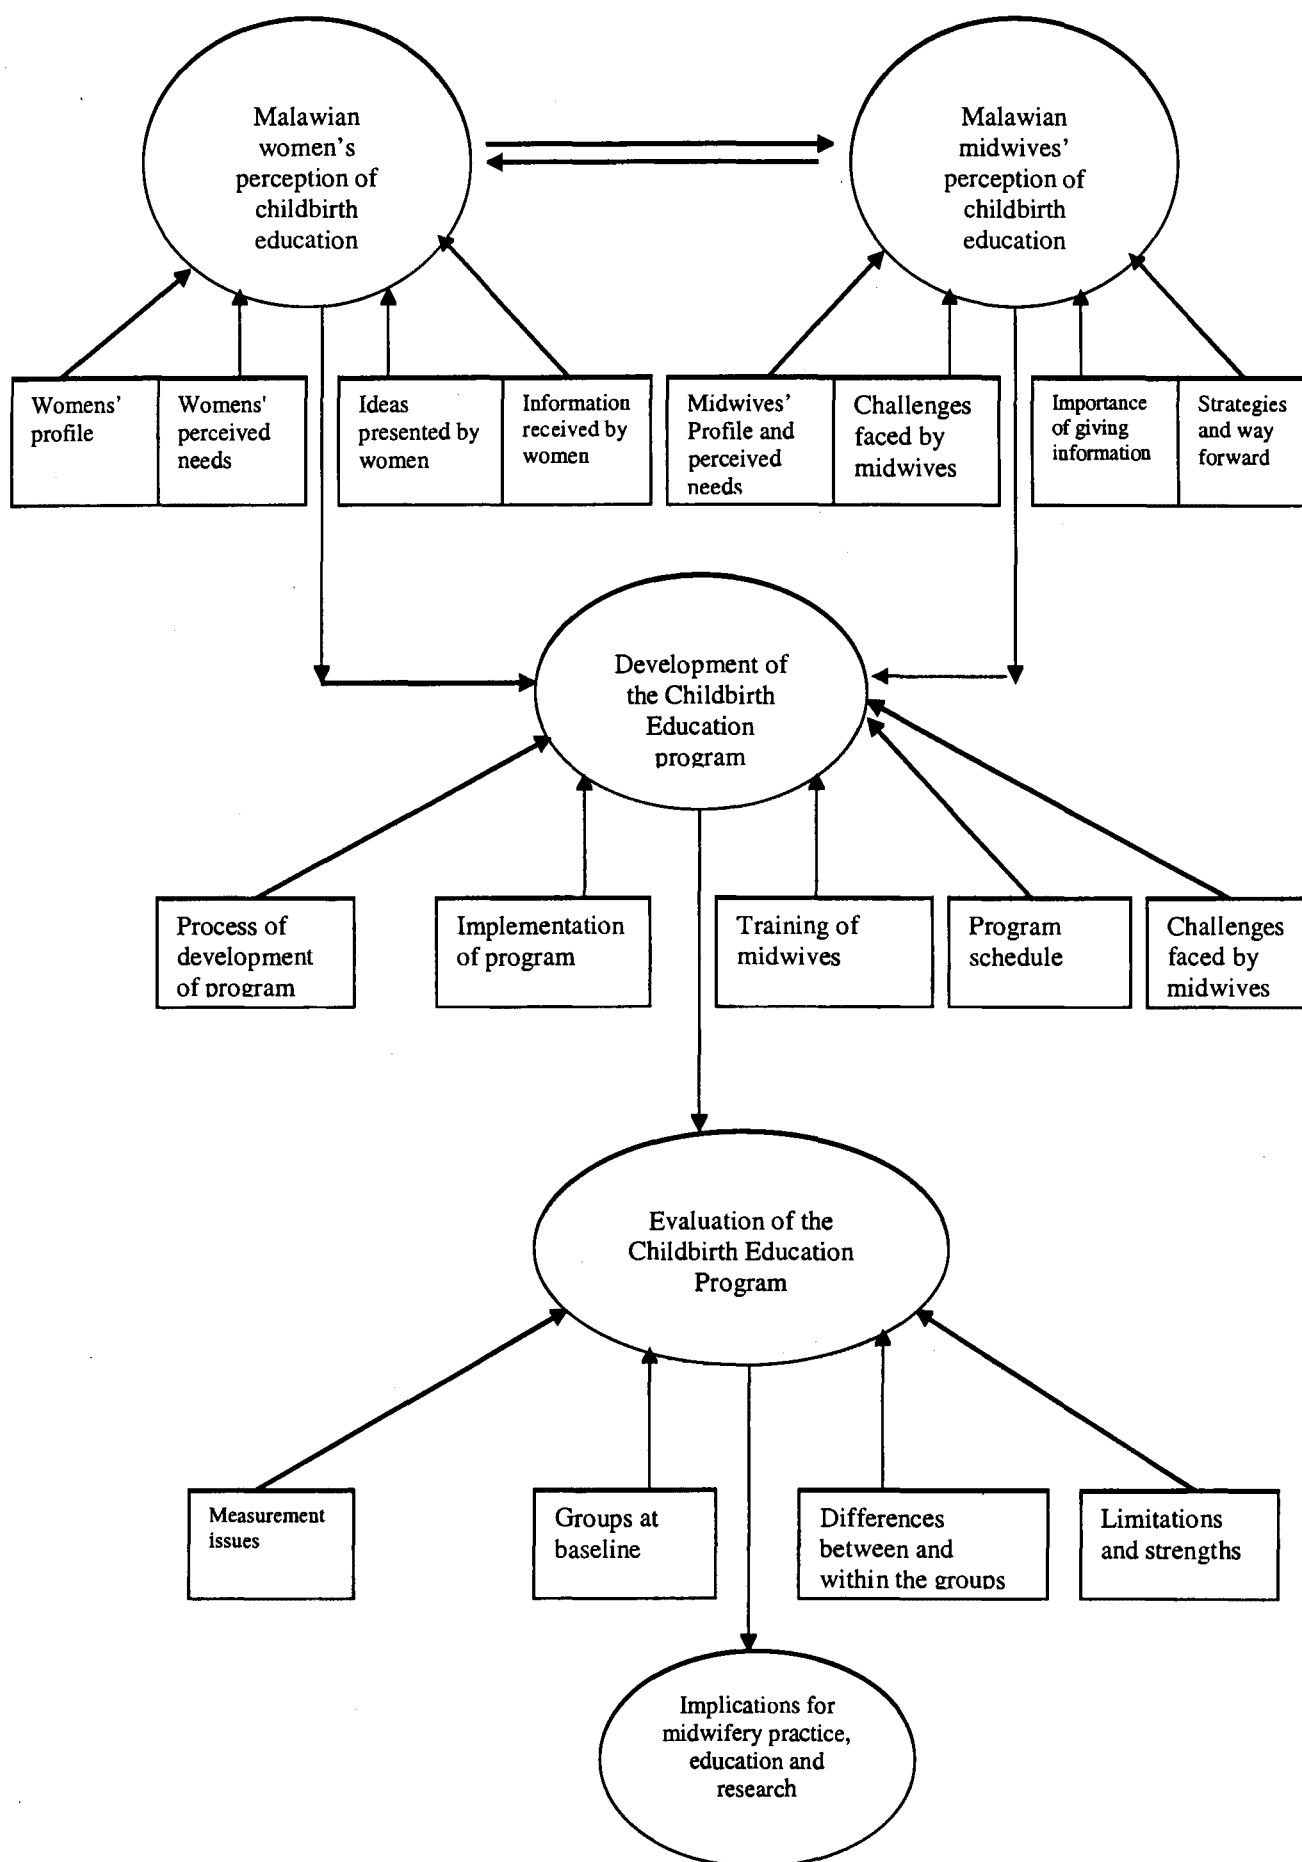 Malawian
women's
perception of
childbirth
education
Malawian
midwives'
perception of
childbirth
education
Womens'
profile
Womens'
perceived
needs
Ideas
presented by
women
Information
received by
women
Midwives'
Profile and
perceived
needs
Challenges
faced by
midwives
Importance
of giving
information
Strategies
and way
forward
Development of
the Childbirth
Education
program
Process of
development
of program
Implementation
of program
Training of
midwives
Program
schedule
Challenges
faced by
midwives
Evaluation of the
Childbirth Education
Program
Measurement
issues
Groups at
baseline
Differences
between and
within the groups
Limitations
and strengths
Implications for
midwifery practice,
education and
research